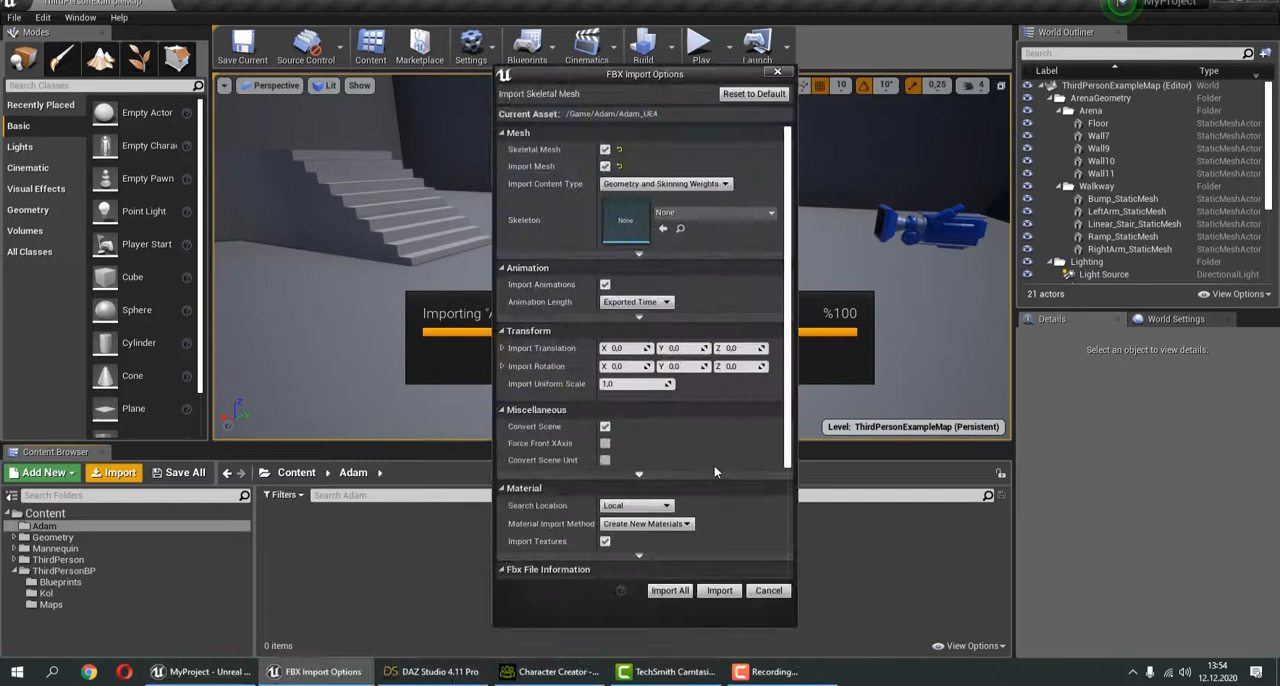 ThirdPersonExampleMap
MyProject
File Edit Window Help
Modes
Search Classes
Recently Placed
Basic
Lights
Cinematic
Visual Effects
Geometry
Volumes
All Classes
Empty Actor
Empty Charac
Empty Pawn
Point Light
Player Start
Cube
Sphere
Cylinder
Cone
Plane
Save Current Source Control Content Marketplace Settings Blueprints Cinematics Build Play Launch
Perspective Lit Show
10 10° 0,25 4
Importing "A
%100
Level: ThirdPersonExampleMap (Persistent)
FBX Import Options
Import Skeletal Mesh
Reset to Default
Current Asset: /Game/Adam/Adam_UE4
Mesh
Skeletal Mesh
Import Mesh
Import Content Type Geometry and Skinning Weights
Skeleton None None
Animation
Import Animations
Animation Length Exported Time
Transform
Import Translation X 0,0 Y 0,0 Z 0,0
Import Rotation X 0,0 Y 0,0 Z 0,0
Import Uniform Scale 1,0
Miscellaneous
Convert Scene
Force Front XAxis
Convert Scene Unit
Material
Search Location Local
Material Import Method Create New Materials
Import Textures
Fbx File Information
Import All Import Cancel
World Outliner
Search...
Label Type
ThirdPersonExampleMap (Editor) World
ArenaGeometry Folder
Arena Folder
Floor StaticMeshActor
Wall7 StaticMeshActor
Wall9 StaticMeshActor
Wall10 StaticMeshActor
Wall11 StaticMeshActor
Walkway Folder
Bump_StaticMesh StaticMeshActor
LeftArm_StaticMesh StaticMeshActor
Linear_Stair_StaticMesh StaticMeshActor
Ramp_StaticMesh StaticMeshActor
RightArm_StaticMesh StaticMeshActor
Lighting Folder
Light Source DirectionalLight
21 actors View Options
Details World Settings
Select an object to view details.
Content Browser
Add New Import Save All Content Adam
Search Folders
Filters Search Adam
Content
Adam
Geometry
Mannequin
ThirdPerson
ThirdPersonBP
Blueprints
Kol
Maps
0 items
View Options
MyProject - Unreal ... FBX Import Options DAZ Studio 4.11 Pro Character Creator -... TechSmith Camtasi... Recording...
13:54
12.12.2020